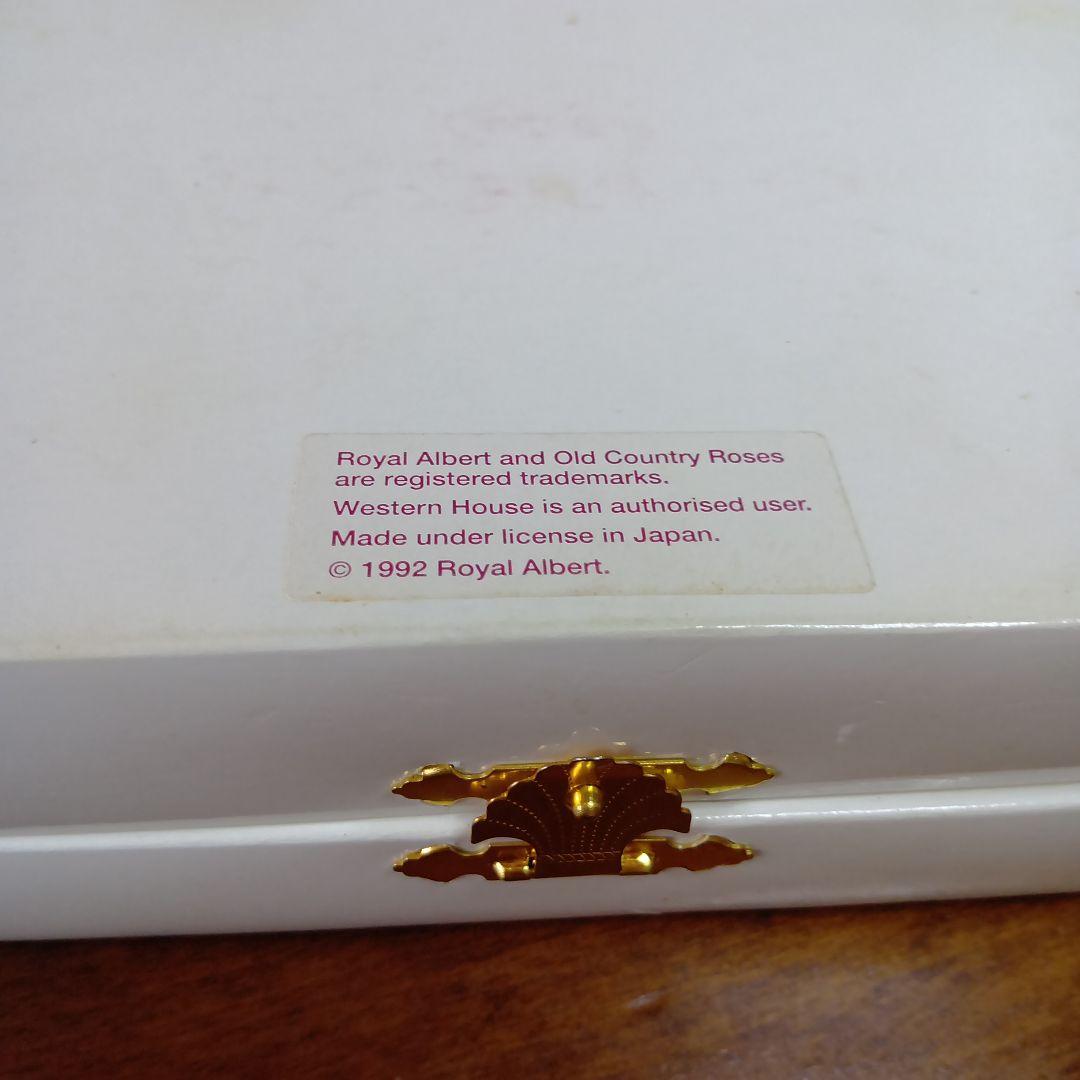 Royal Albert and Old Country Roses
are registered trademarks.
Western House is an authorised user.
Made under license in Japan.
© 1992 Royal Albert.